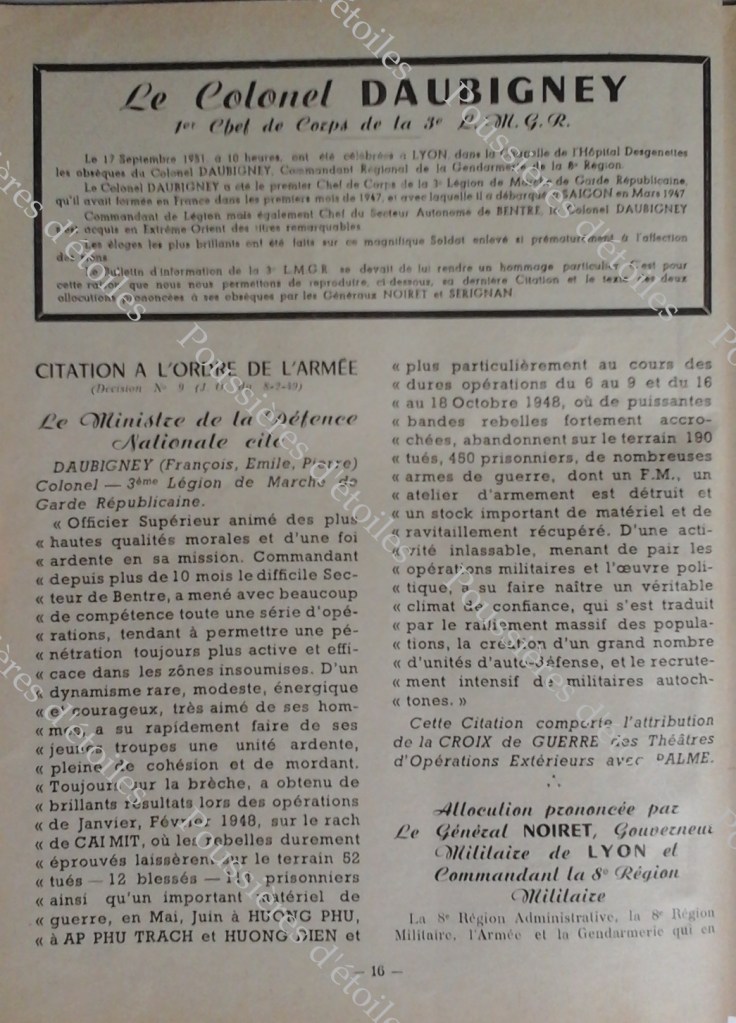 Le Colonel DAUBIGNEY
1er Chef de Corps de la 3e L.M.G.R.
Le 17 Septembre 1951, à 10 heures, ont été célébrées à LYON dans la Chapelle de l'Hôpital Desgenettes
les obsèques du Colonel DAUBIGNEY, Commandant Régional de la Gendarmerie de la 8e Région.
Le Colonel DAUBIGNEY a été le premier Chef de Corps de la 3e Légion de Marche de Garde Républicaine,
qu'il avait formée en France dans les premiers mois de 1947, et avec laquelle il a débarqué à SAIGON en Mars 1947.
Commandant de Légion mais également Chef du Secteur Autonome de BENTRE, le Colonel DAUBIGNEY
acquis en Extrême Orient des titres remarquables.
Les éloges les plus brillants ont été faits sur ce magnifique Soldat enlevé si prématurément à l'affection
des siens.
Bulletin d'information de la 3e L.M.G.R. se devait de lui rendre un hommage particulier. C'est pour
cette raison que nous nous permettons de reproduire, ci-dessous, sa dernière Citation et le texte des deux
allocutions prononcées à ses obsèques par les Généraux NOIRET et SERIGNAN.
CITATION A L'ORDRE DE L'ARMÉE
(Décision No 9 (J. O. du 8-2-49)
Le Ministre de la Défence
Nationale cite
DAUBIGNEY (François, Emile, Pierre)
Colonel — 3ème Légion de Marche de
Garde Républicaine.
« Officier Supérieur animé des plus
« hautes qualités morales et d'une foi
« ardente en sa mission. Commandant
« depuis plus de 10 mois le difficile Sec-
« teur de Bentre, a mené avec beaucoup
« de compétence toute une série d'opé-
« rations, tendant à permettre une pé-
« nétration toujours plus active et effi-
« cace dans les zônes insoumises. D'un
« dynamisme rare, modeste, énergique
« et courageux, très aimé de ses hom-
« mes, a su rapidement faire de ses
« jeunes troupes une unité ardente,
« pleine de cohésion et de mordant.
« Toujours sur la brèche, a obtenu de
« brillants résultats lors des opérations
« de Janvier, Février 1948, sur le rach
« de CAI MIT, où les rebelles durement
« éprouvés laissèrent sur le terrain 52
« tués — 12 blessés — prisonniers
« ainsi qu'un important matériel de
« guerre, en Mai, Juin à HUONG PHU,
« à AP PHU TRACH et HUONG DIEN et
« plus particulièrement au cours des
« dures opérations du 6 au 9 et du 16
« au 18 Octobre 1948, où de puissantes
« bandes rebelles fortement accro-
« chées, abandonnent sur le terrain 190
« tués, 450 prisonniers, de nombreuses
« armes de guerre, dont un F.M., un
« atelier d'armement est détruit et
« un stock important de matériel et de
« ravitaillement récupéré. D'une acti-
« vité inlassable, menant de pair les
« opérations militaires et l'œuvre poli-
« tique, a su faire naître un véritable
« climat de confiance, qui s'est traduit
« par le ralliement massif des popula-
« tions, la création d'un grand nombre
« d'unités d'auto-défense, et le recrute-
« ment intensif de militaires autoch-
« tones. »
Cette Citation comporte l'attribution
de la CROIX de GUERRE des Théâtres
d'Opérations Extérieurs avec PALME.
Allocution prononcée par
Le Général NOIRET, Gouverneur
Militaire de LYON et
Commandant la 8e Région
Militaire
La 8e Région Administrative, la 8e Région
Militaire, l'Armée et la Gendarmerie qui en
— 16 —
Poussières d'étoiles